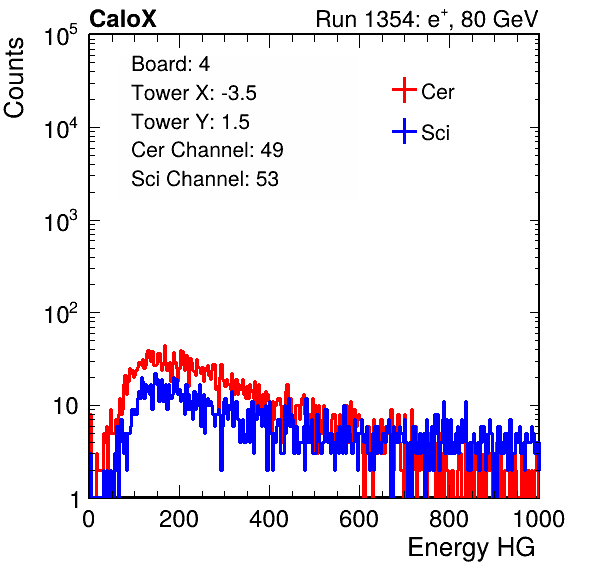 CaloX Run 1354: e⁺, 80 GeV
Board: 4
Tower X: -3.5
Tower Y: 1.5
Cer Channel: 49
Sci Channel: 53
Cer
Sci
Counts
10⁵
10⁴
10³
10²
10
1
0 200 400 600 800 1000
Energy HG